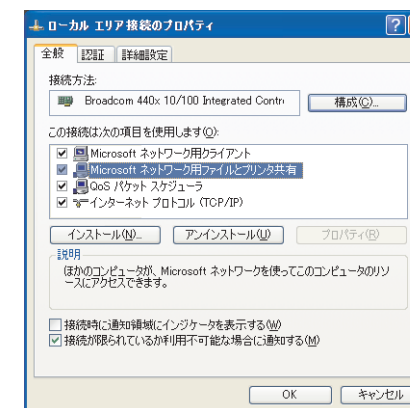 ローカル エリア接続のプロパティ
全般 認証 詳細設定
接続方法:
Broadcom 440x 10/100 Integrated Contr
構成(C)...
この接続は次の項目を使用します(O):
Microsoft ネットワーク用クライアント
Microsoft ネットワーク用ファイルとプリンタ共有
QoS パケット スケジューラ
インターネット プロトコル (TCP/IP)
インストール(N)... アンインストール(U) プロパティ(R)
説明
ほかのコンピュータが、Microsoft ネットワークを使ってこのコンピュータのリソ
ースにアクセスできます。
接続時に通知領域にインジケータを表示する(W)
接続が限られているか利用不可能な場合に通知する(M)
OK キャンセル